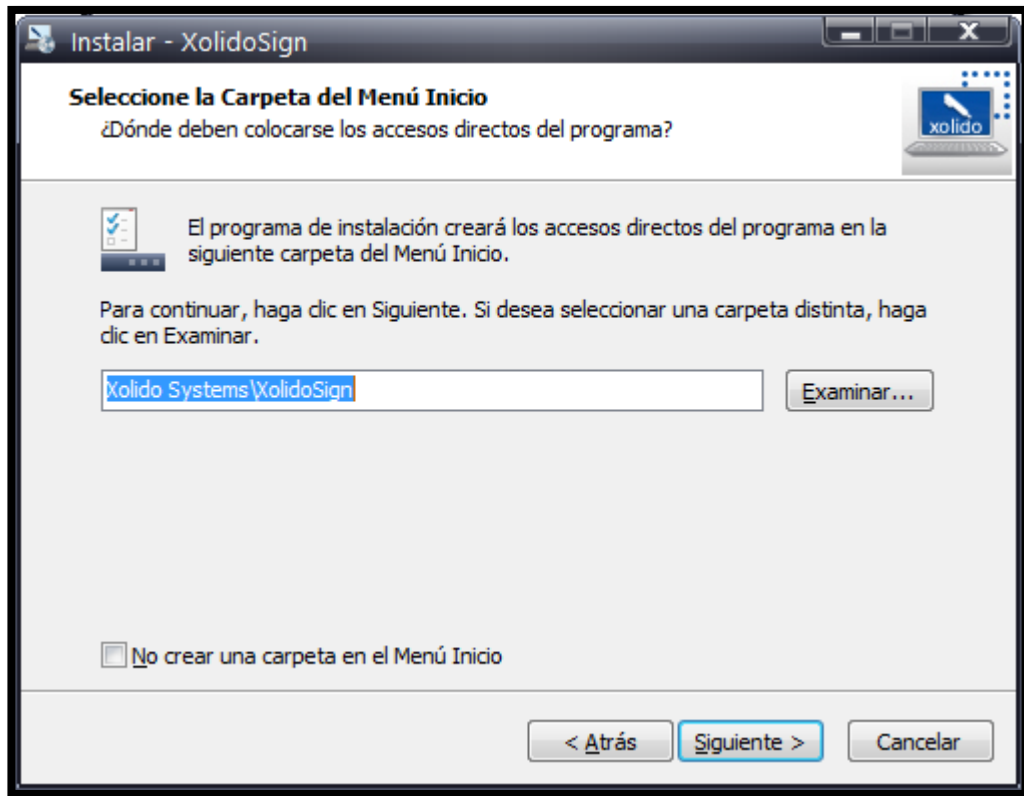 Instalar - XolidoSign
Seleccione la Carpeta del Menú Inicio
¿Dónde deben colocarse los accesos directos del programa?
xolido
El programa de instalación creará los accesos directos del programa en la
siguiente carpeta del Menú Inicio.
Para continuar, haga clic en Siguiente. Si desea seleccionar una carpeta distinta, haga
clic en Examinar.
Xolido Systems\XolidoSign
Examinar...
No crear una carpeta en el Menú Inicio
< Atrás
Siguiente >
Cancelar